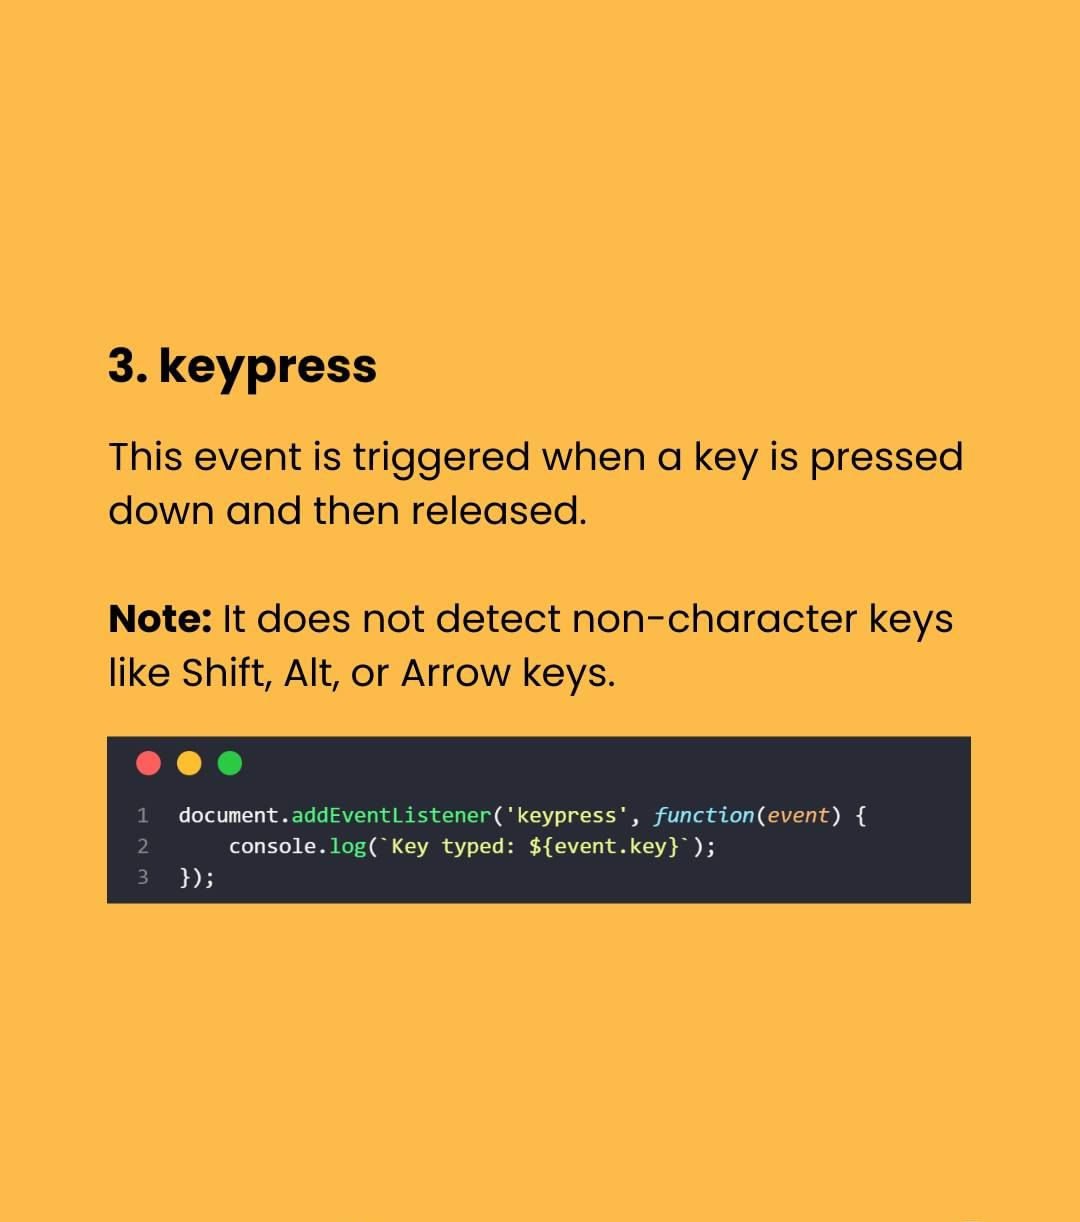 3. keypress
This event is triggered when a key is pressed
down and then released.
Note: It does not detect non-character keys
like Shift, Alt, or Arrow keys.
1 document.addEventListener('keypress', function(event) {
2     console.log(`Key typed: ${event.key}`);
3 });